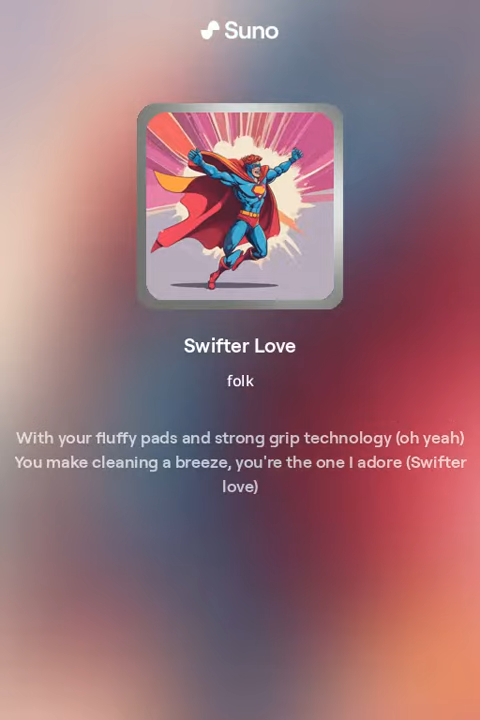 Suno
Swifter Love
folk
With your fluffy pads and strong grip technology (oh yeah)
You make cleaning a breeze, you're the one I adore (Swifter
love)